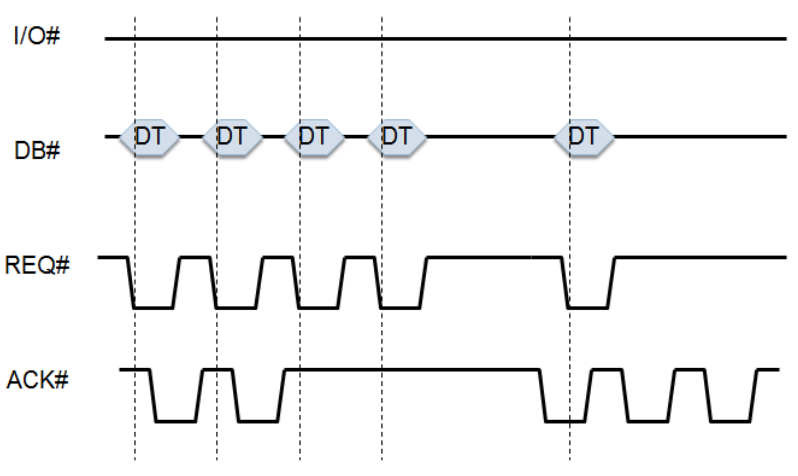 I/O#
DB# DT DT DT DT DT
REQ#
ACK#